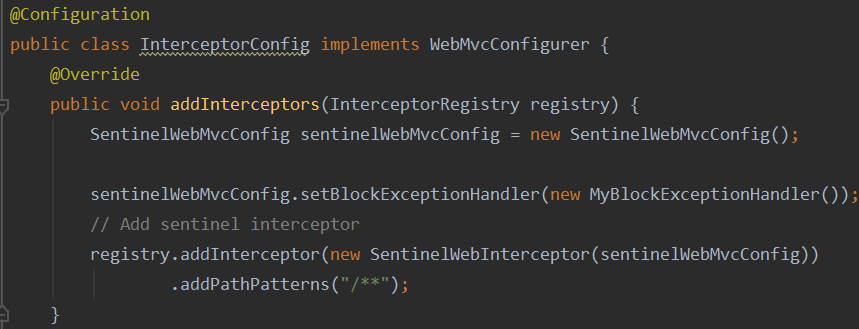 @Configuration
public class InterceptorConfig implements WebMvcConfigurer {
@Override
public void addInterceptors(InterceptorRegistry registry) {
SentinelWebMvcConfig sentinelWebMvcConfig = new SentinelWebMvcConfig();
sentinelWebMvcConfig.setBlockExceptionHandler(new MyBlockExceptionHandler());
// Add sentinel interceptor
registry.addInterceptor(new SentinelWebInterceptor(sentinelWebMvcConfig))
.addPathPatterns("/**");
}